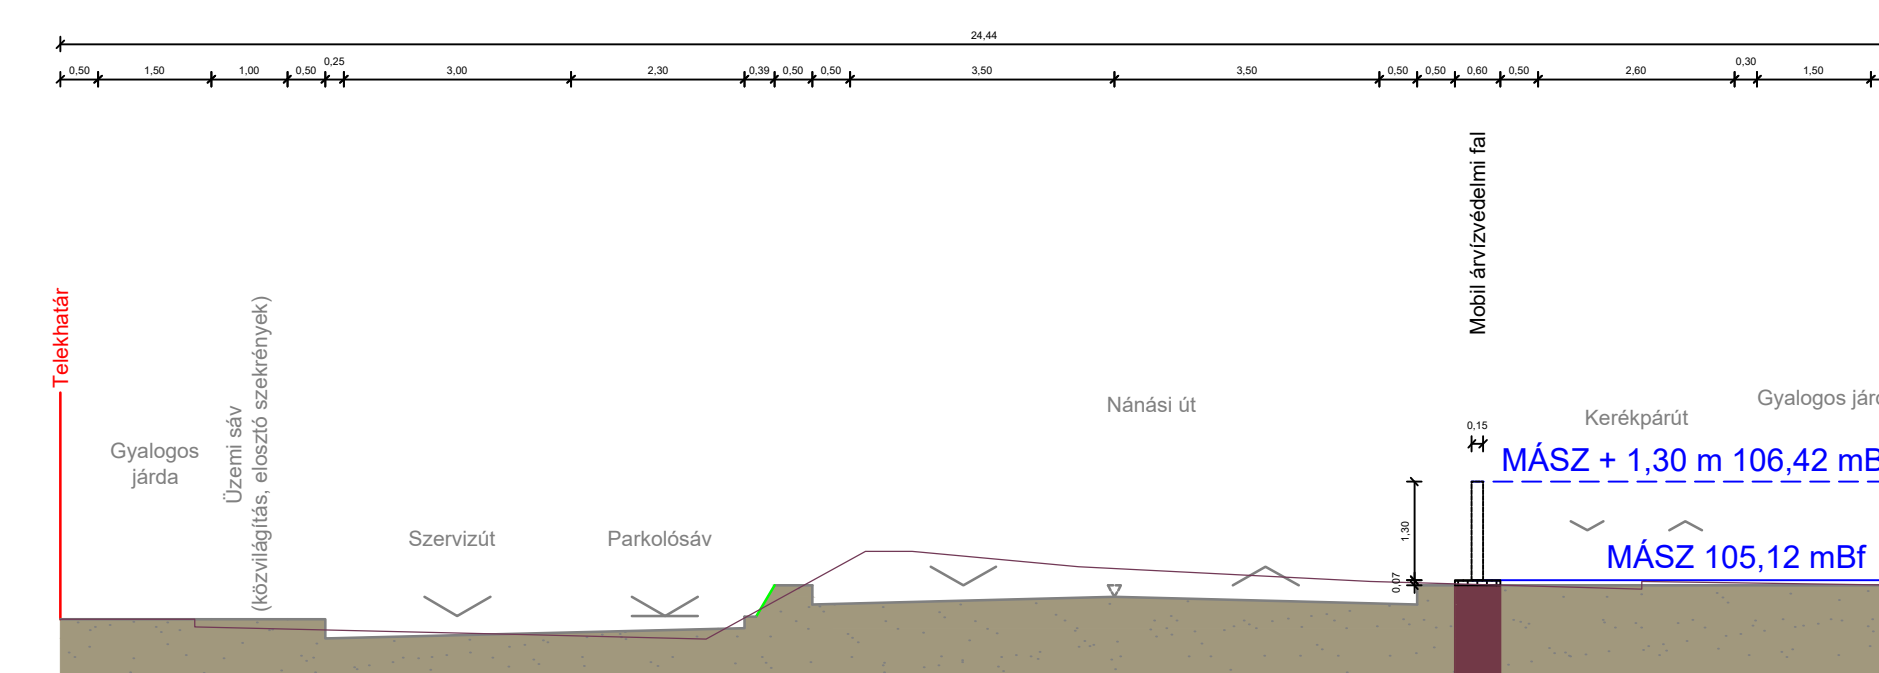 24,44
0,50 1,50 1,00 0,50 0,25 3,00 2,30 0,39 0,50 0,50 3,50 3,50 0,50 0,50 0,60 0,50 2,60 0,30 1,50
Mobil árvízvédelmi fal
Telekhatár
Üzemi sáv
(közvilágítás, elosztó szekrények)
Gyalogos
járda
Szervizút
Parkolósáv
Nánási út
Gyalogos járd
Kerékpárút
0,15
MÁSZ + 1,30 m 106,42 mB
1,30
MÁSZ 105,12 mBf
0,07